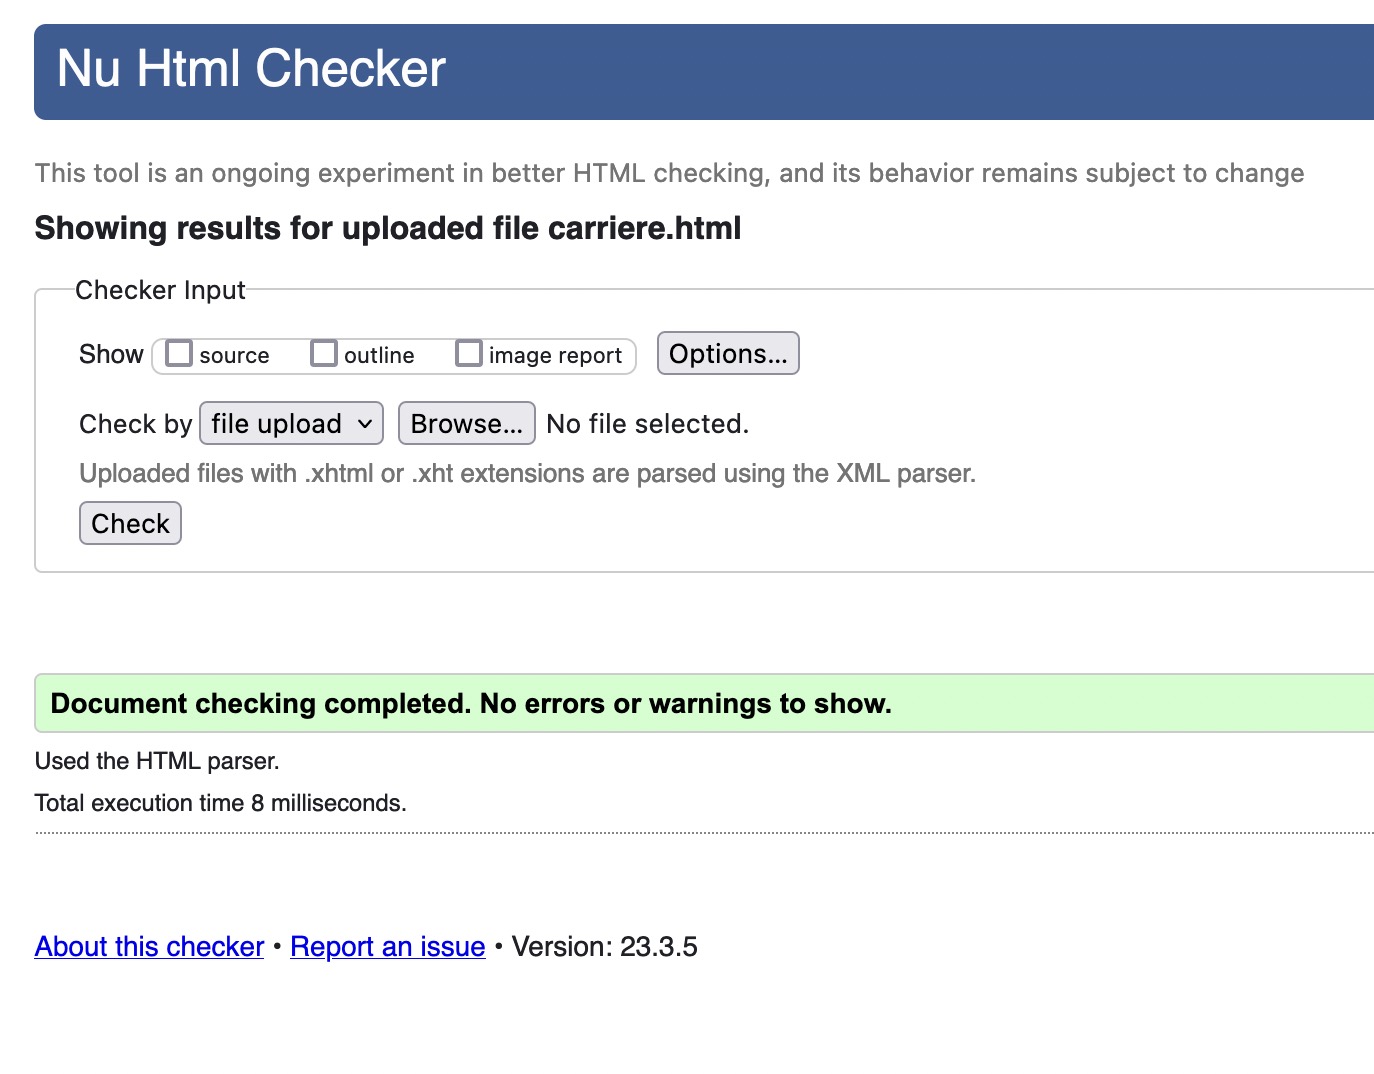 Nu Html Checker
This tool is an ongoing experiment in better HTML checking, and its behavior remains subject to change
Showing results for uploaded file carriere.html
Checker Input
Show source outline image report Options...
Check by file upload Browse... No file selected.
Uploaded files with .xhtml or .xht extensions are parsed using the XML parser.
Check
Document checking completed. No errors or warnings to show.
Used the HTML parser.
Total execution time 8 milliseconds.
About this checker • Report an issue • Version: 23.3.5